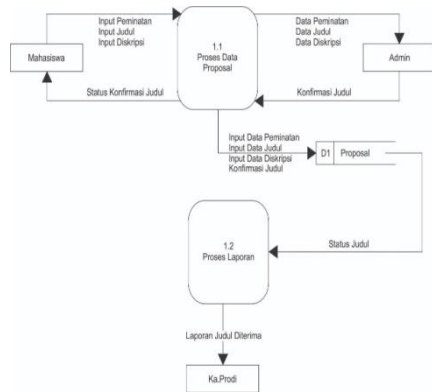 Input Peminatan
Input Judul
Input Diskripsi
Data Peminatan
Data Judul
Data Diskripsi
1.1
Proses Data
Proposal
Mahasiswa
Admin
Status Konfirmasi Judul
Konfirmasi Judul
Input Data Peminatan
Input Data Judul
Input Data Diskripsi
Konfirmasi Judul
D1
Proposal
1.2
Proses Laporan
Status Judul
Laporan Judul Diterima
Ka.Prodi